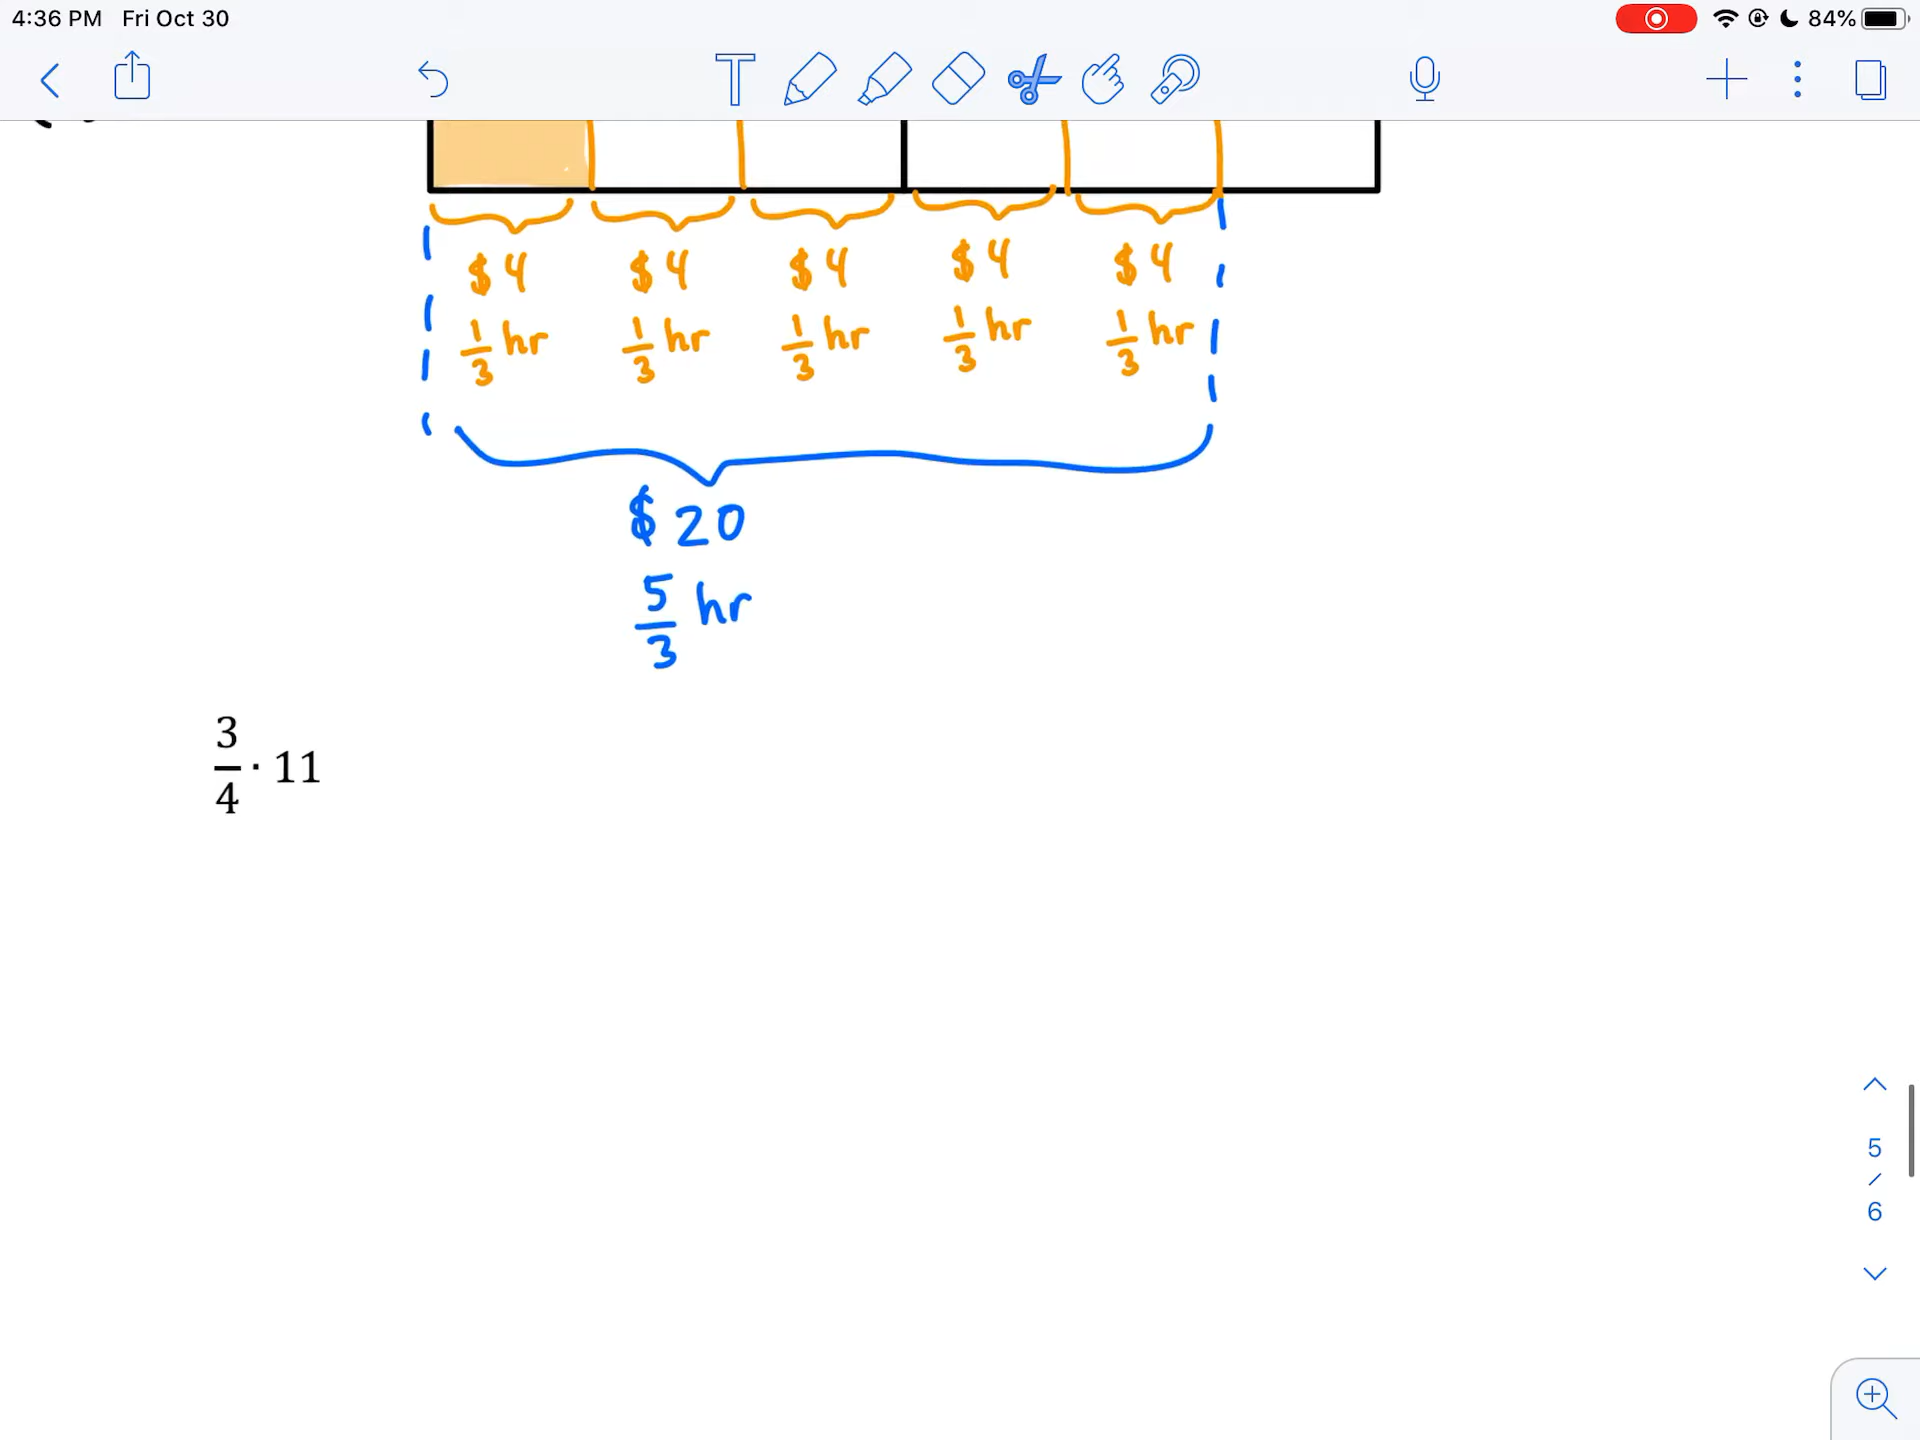 4:36 PM Fri Oct 30 84%
$4 $4 $4 $4 $4
1/3 hr 1/3 hr 1/3 hr 1/3 hr 1/3 hr
$20
5/3 hr
3/4 · 11
5
/
6